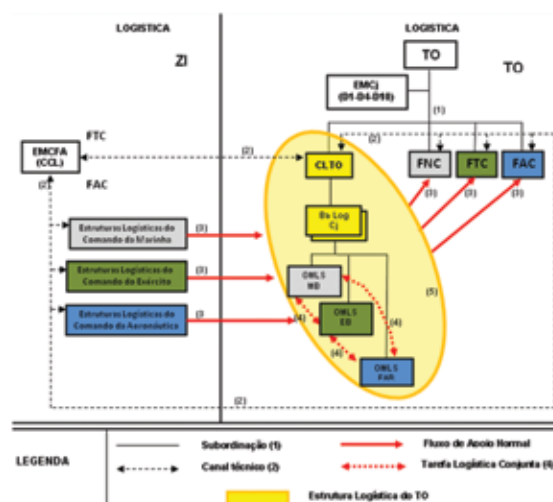 LOGISTICA
LOGISTICA
ZI
TO
TO
EMCj
(D1-D4-D10)
(1)
FTC
EMCFA
(CCL)
FAC
(2)
(2)
(2)
CLTO
FNC
FTC
FAC
(2)
(3)
(3)
(3)
Estruturas Logísticas do
Comando da Marinha
(3)
Bs Log
Cj
Estruturas Logísticas do
Comando do Exército
(3)
OMLS
MB
(5)
Estruturas Logísticas do
Comando da Aeronáutica
(3
(4)
OMLS
EB
(4)
(4)
OMLS
FAB
(2)
LEGENDA
Subordinação (1)
Fluxo de Apoio Normal
Canal técnico (2)
Tarefa Logística Conjunta (4)
Estrutura Logística do TO